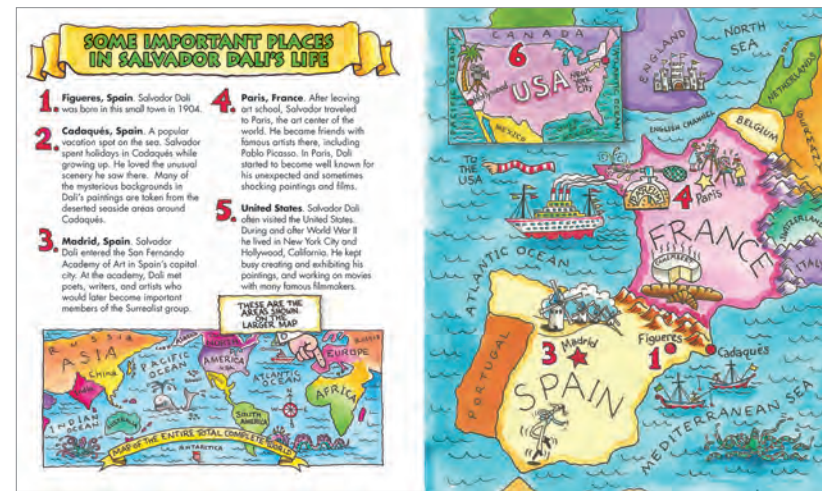 SOME IMPORTANT PLACES
IN SALVADOR DALI'S LIFE
1. Figueres, Spain. Salvador Dali
was born in this small town in 1904.
2. Cadaqués, Spain. A popular
vacation spot on the sea. Salvador
spent holidays in Cadaqués while
growing up. He loved the unusual
scenery he saw there. Many of
the mysterious backgrounds in
Dali's paintings are taken from the
deserted seaside areas around
Cadaqués.
3. Madrid, Spain. Salvador
Dali entered the San Fernando
Academy of Art in Spain's capital
city. At the academy, Dali met
poets, writers, and artists who
would later become important
members of the Surrealist group.
4. Paris, France. After leaving
art school, Salvador traveled
to Paris, the art center of the
world. He became friends with
famous artists there, including
Pablo Picasso. In Paris, Dali
started to become well known for
his unexpected and sometimes
shocking paintings and films.
5. United States. Salvador Dali
often visited the United States.
During and after World War II
he lived in New York City and
Hollywood, California. He kept
busy creating and exhibiting his
paintings, and working on movies
with many famous filmmakers.
THESE ARE THE
AREAS SHOWN
ON THE
LARGER MAP
RUSSIA
ASIA
CHINA
PACIFIC
OCEAN
AMERICA
ATLANTIC
OCEAN
EUROPE
AFRICA
INDIAN
OCEAN
AUSTRALIA
SOUTH
AMERICA
MAP OF THE ENTIRE TOTAL COMPLETE WORLD
ANTARCTICA
CANADA
6
USA
New
York
City
Hollywood
MEXICO
PACIFIC OCEAN
ATLANTIC OCEAN
NORTH
SEA
ENGLAND
NETHERLANDS
ENGLISH CHANNEL
BELGIUM
TO
THE
USA
4
Paris
FRANCE
CAMEMBERT
SWITZERLAND
ITALY
ATLANTIC OCEAN
PORTUGAL
3
Madrid
Figueres
1
Cadaqués
SPAIN
MEDITERRANEAN SEA